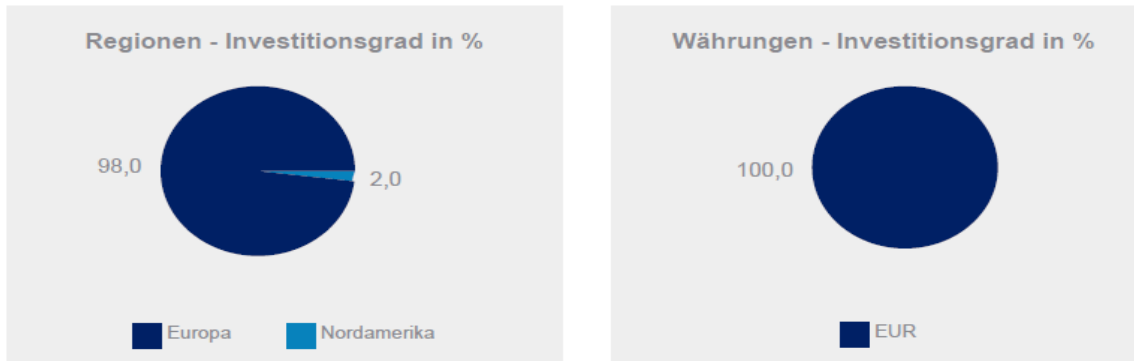 Regionen - Investitionsgrad in %
98,0
2,0
Europa
Nordamerika
Währungen - Investitionsgrad in %
100,0
EUR